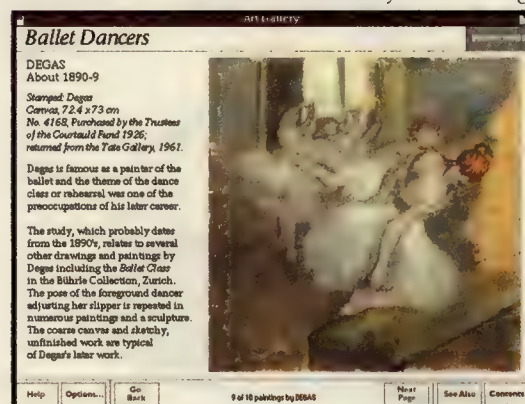 Art Gallery
Ballet Dancers
DEGAS
About 1890-9
Stamped: Degas
Canvas, 72.4 x 73 cm
No. 4168, Purchased by the Trustees
of the Courtauld Fund 1926;
returned from the Tate Gallery, 1961.
Degas is famous as a painter of the
ballet and the theme of the dance
class or rehearsal was one of the
preoccupations of his later career.
The study, which probably dates
from the 1890's, relates to several
other drawings and paintings by
Degas including the Ballet Class
in the Bührle Collection, Zurich.
The pose of the foreground dancer
adjusting her slipper is repeated in
numerous paintings and a sculpture.
The coarse canvas and sketchy,
unfinished work are typical
of Degas's later work.
Help
Options...
Go
Back
9 of 10 paintings by DEGAS
Next
Page
See Also
Contents